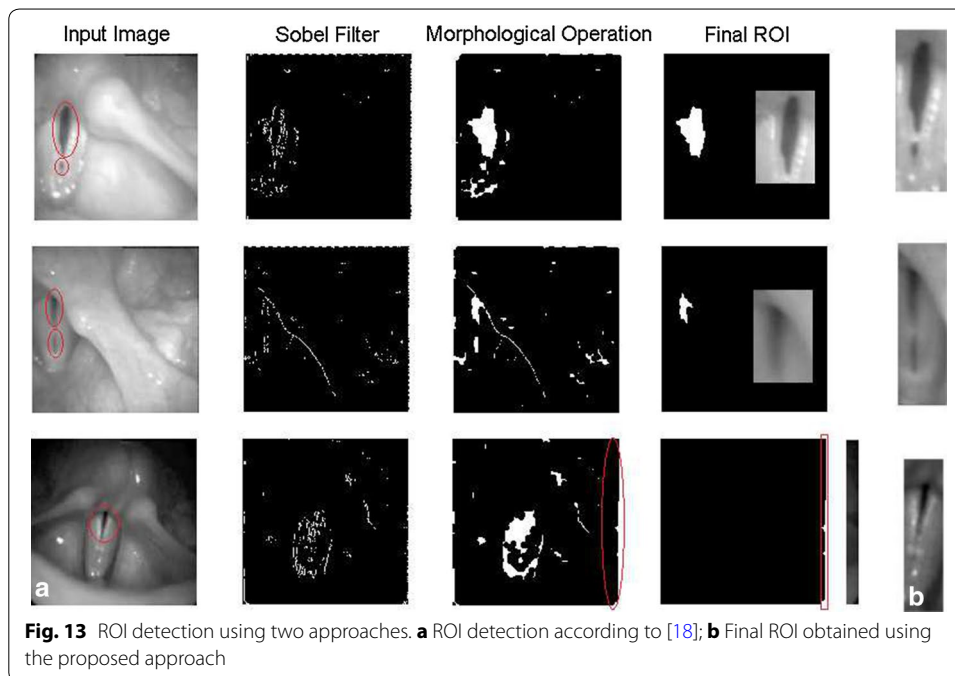 Input Image Sobel Filter Morphological Operation Final ROI
a b
Fig. 13 ROI detection using two approaches. a ROI detection according to [18]; b Final ROI obtained using
the proposed approach